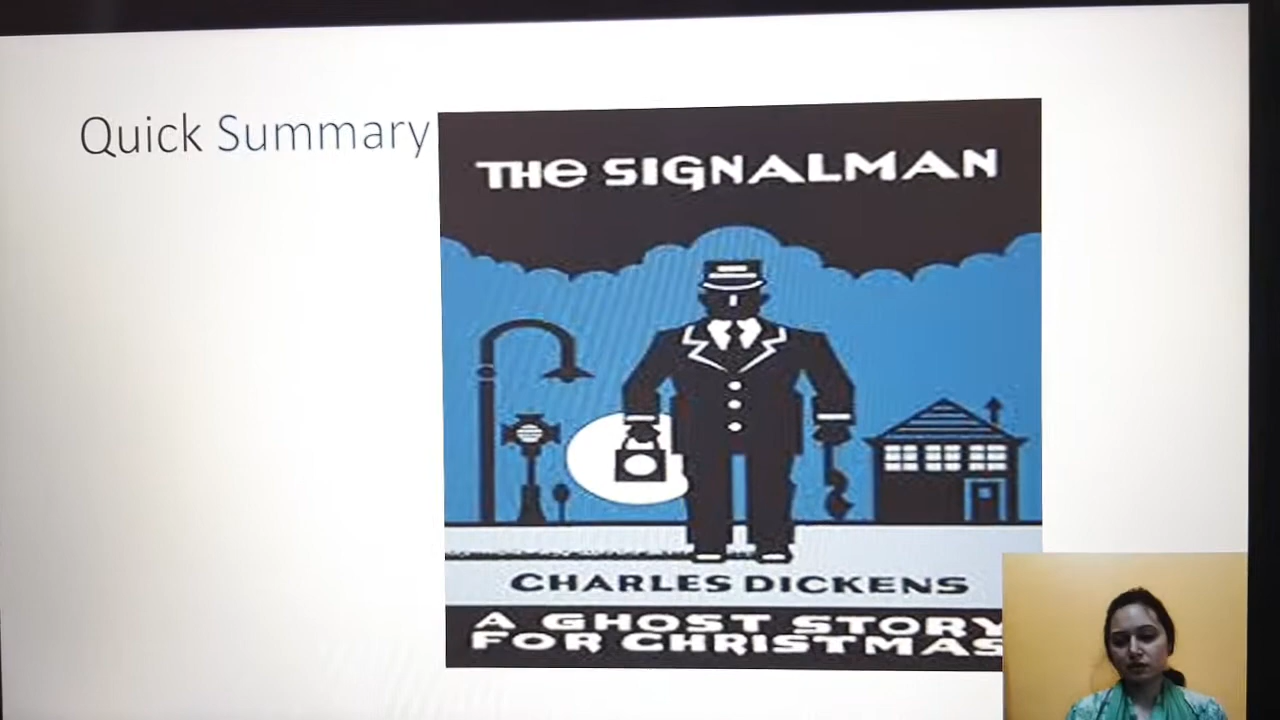 Quick Summary
THE SIGNALMAN
CHARLES DICKENS
A GHOST STORY
FOR CHRISTMAS